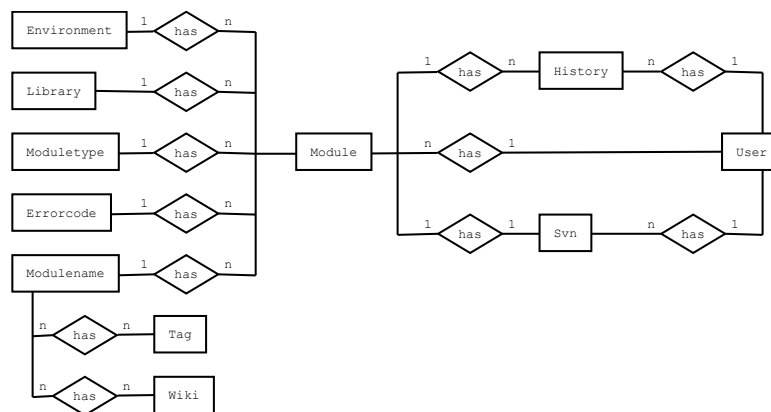 Environment 1 has n
Library 1 has n
1 has n History n has 1
Moduletype 1 has n
Module n has 1 User
Errorcode 1 has n
1 has 1 Svn n has 1
Modulename 1 has n
n has n Tag
n has n Wiki